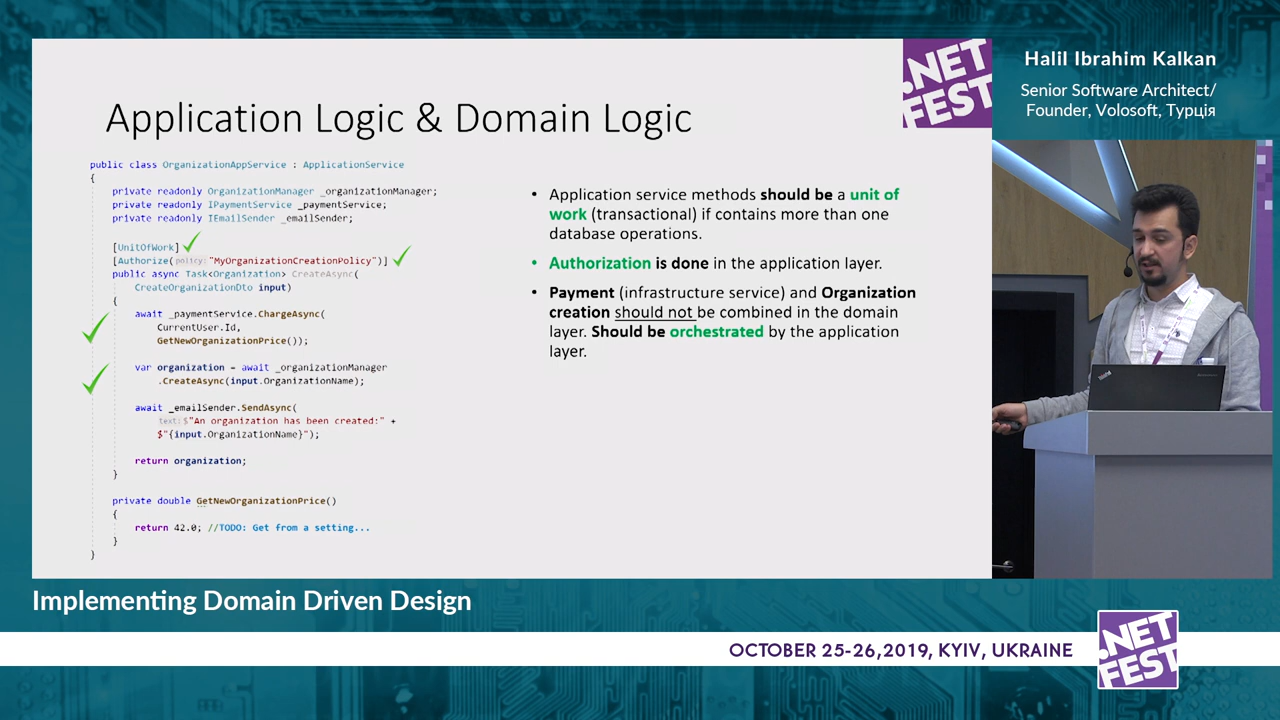 .NET
FEST
Halil Ibrahim Kalkan
Senior Software Architect/
Founder, Volosoft, Турція
Application Logic & Domain Logic
public class OrganizationAppService : ApplicationService
{
private readonly OrganizationManager _organizationManager;
private readonly IPaymentService _paymentService;
private readonly IEmailSender _emailSender;
[UnitOfWork]
[Authorize(policy:"MyOrganizationCreationPolicy")]
public async Task<Organization> CreateAsync(
CreateOrganizationDto input)
{
await _paymentService.ChargeAsync(
CurrentUser.Id,
GetNewOrganizationPrice());
var organization = await _organizationManager
.CreateAsync(input.OrganizationName);
await _emailSender.SendAsync(
text:$"An organization has been created:" +
$"{input.OrganizationName}");
return organization;
}
private double GetNewOrganizationPrice()
{
return 42.0; //TODO: Get from a setting...
}
}
• Application service methods should be a unit of
work (transactional) if contains more than one
database operations.
• Authorization is done in the application layer.
• Payment (infrastructure service) and Organization
creation should not be combined in the domain
layer. Should be orchestrated by the application
layer.
Implementing Domain Driven Design
OCTOBER 25-26,2019, KYIV, UKRAINE
.NET
FEST